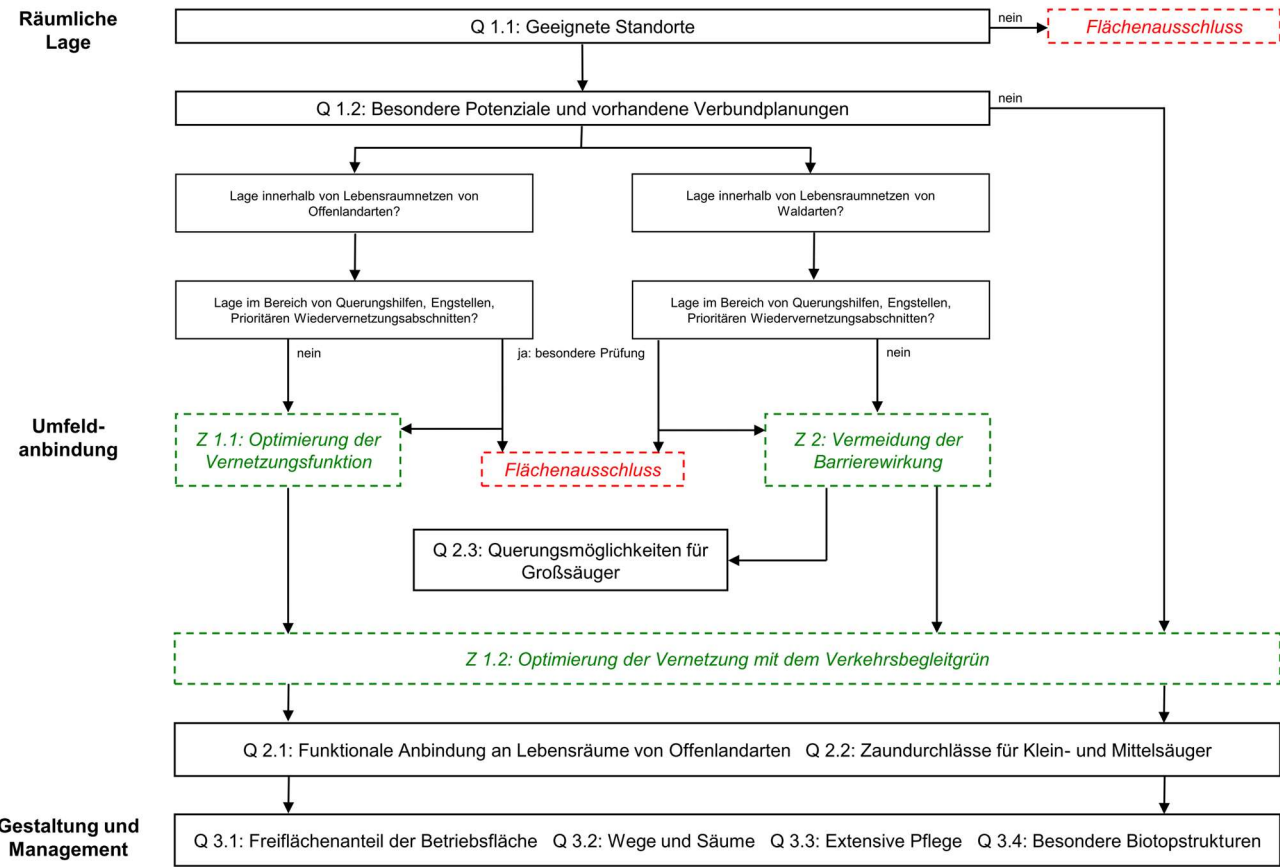 Räumliche
Lage
Q 1.1: Geeignete Standorte
nein
Flächenausschluss
Q 1.2: Besondere Potenziale und vorhandene Verbundplanungen
nein
Lage innerhalb von Lebensraumnetzen von
Offenlandarten?
Lage innerhalb von Lebensraumnetzen von
Waldarten?
Lage im Bereich von Querungshilfen, Engstellen,
Prioritären Wiedervernetzungsabschnitten?
Lage im Bereich von Querungshilfen, Engstellen,
Prioritären Wiedervernetzungsabschnitten?
nein
ja: besondere Prüfung
nein
Umfeld-
anbindung
Z 1.1: Optimierung der
Vernetzungsfunktion
Flächenausschluss
Z 2: Vermeidung der
Barrierewirkung
Q 2.3: Querungsmöglichkeiten für
Großsäuger
Z 1.2: Optimierung der Vernetzung mit dem Verkehrsbegleitgrün
Q 2.1: Funktionale Anbindung an Lebensräume von Offenlandarten Q 2.2: Zaundurchlässe für Klein- und Mittelsäuger
Gestaltung und
Management
Q 3.1: Freiflächenanteil der Betriebsfläche Q 3.2: Wege und Säume Q 3.3: Extensive Pflege Q 3.4: Besondere Biotopstrukturen